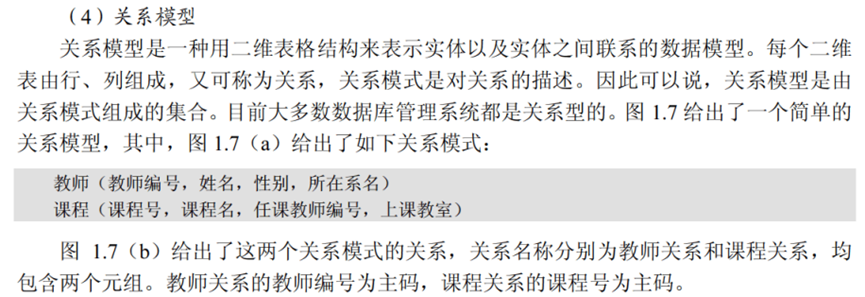 （4）关系模型
关系模型是一种用二维表格结构来表示实体以及实体之间联系的数据模型。每个二维
表由行、列组成，又可称为关系，关系模式是对关系的描述。因此可以说，关系模型是由
关系模式组成的集合。目前大多数数据库管理系统都是关系型的。图 1.7 给出了一个简单的
关系模型，其中，图 1.7（a）给出了如下关系模式：
教师（教师编号，姓名，性别，所在系名）
课程（课程号，课程名，任课教师编号，上课教室）
图 1.7（b）给出了这两个关系模式的关系，关系名称分别为教师关系和课程关系，均
包含两个元组。教师关系的教师编号为主码，课程关系的课程号为主码。